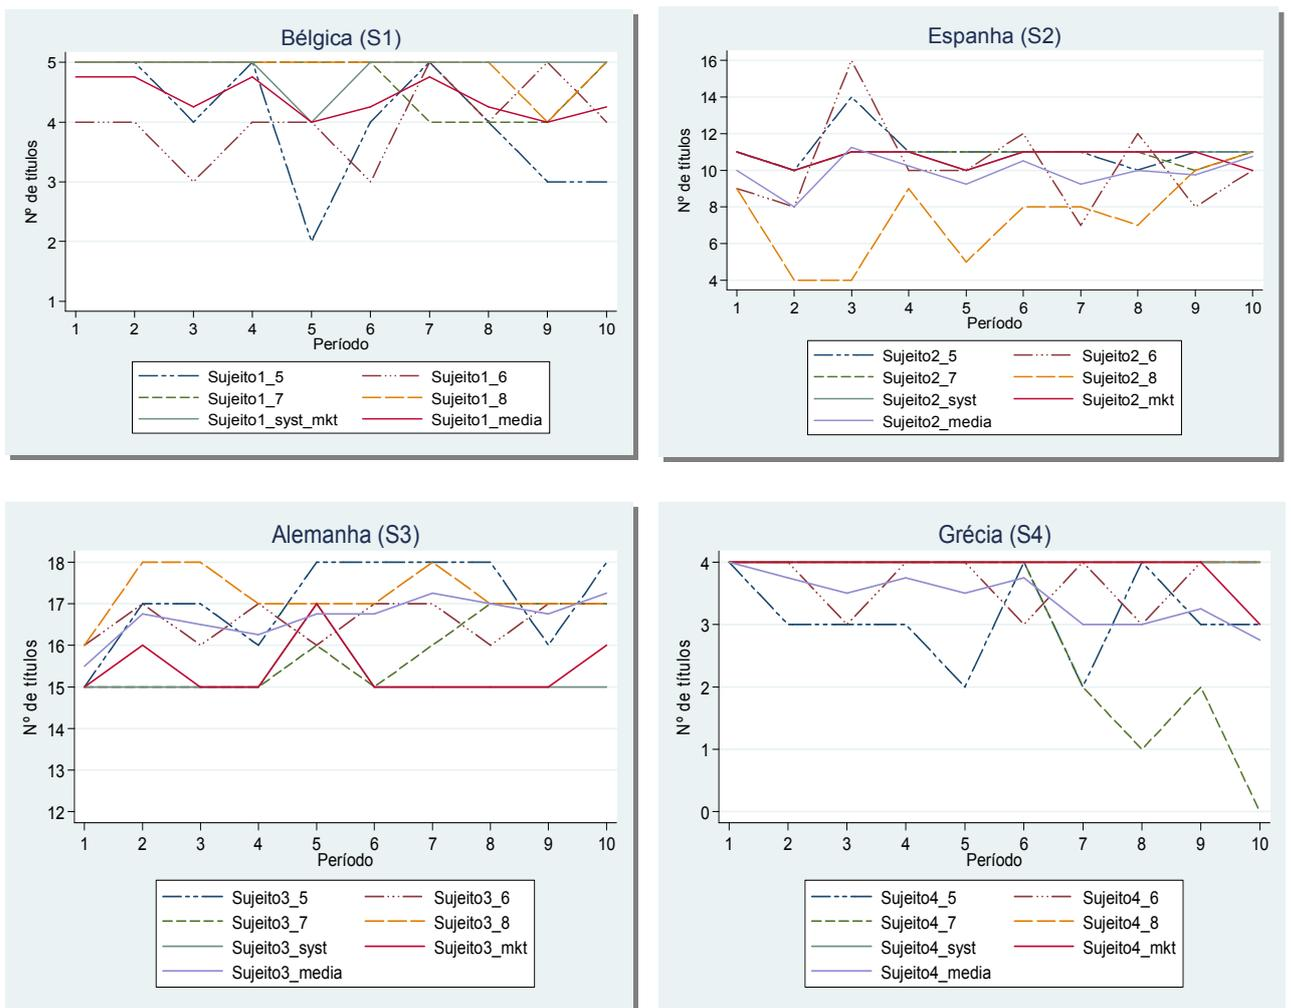 Bélgica (S1)
Nº de títulos
5
4
3
2
1
1 2 3 4 5 6 7 8 9 10
Período
Sujeito1_5 Sujeito1_6
Sujeito1_7 Sujeito1_8
Sujeito1_syst_mkt Sujeito1_media
Espanha (S2)
Nº de títulos
16
14
12
10
8
6
4
1 2 3 4 5 6 7 8 9 10
Período
Sujeito2_5 Sujeito2_6
Sujeito2_7 Sujeito2_8
Sujeito2_syst Sujeito2_mkt
Sujeito2_media
Alemanha (S3)
Nº de títulos
18
17
16
15
14
13
12
1 2 3 4 5 6 7 8 9 10
Período
Sujeito3_5 Sujeito3_6
Sujeito3_7 Sujeito3_8
Sujeito3_syst Sujeito3_mkt
Sujeito3_media
Grécia (S4)
Nº de títulos
4
3
2
1
0
1 2 3 4 5 6 7 8 9 10
Período
Sujeito4_5 Sujeito4_6
Sujeito4_7 Sujeito4_8
Sujeito4_syst Sujeito4_mkt
Sujeito4_media